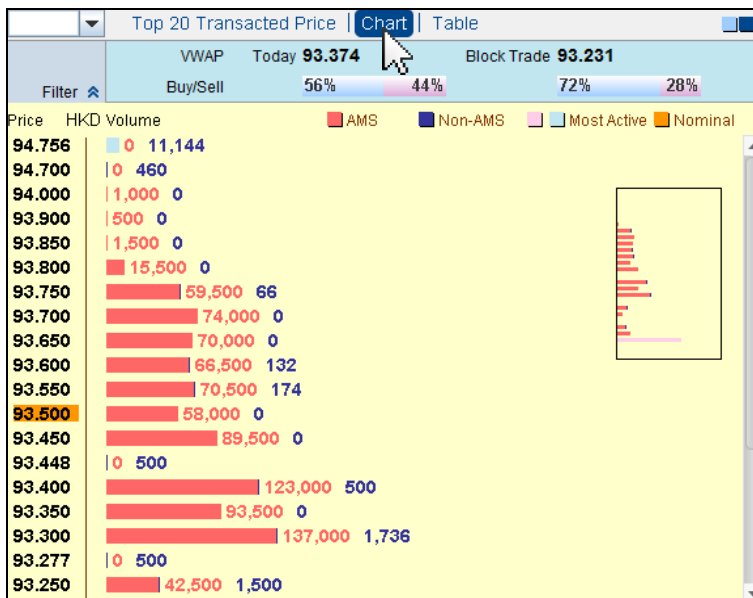 Top 20 Transacted Price | Chart | Table
VWAP Today 93.374 Block Trade 93.231
Filter Buy/Sell 56% 44% 72% 28%
Price HKD Volume AMS Non-AMS Most Active Nominal
94.756 0 11,144
94.700 0 460
94.000 1,000 0
93.900 500 0
93.850 1,500 0
93.800 15,500 0
93.750 59,500 66
93.700 74,000 0
93.650 70,000 0
93.600 66,500 132
93.550 70,500 174
93.500 58,000 0
93.450 89,500 0
93.448 0 500
93.400 123,000 500
93.350 93,500 0
93.300 137,000 1,736
93.277 0 500
93.250 42,500 1,500